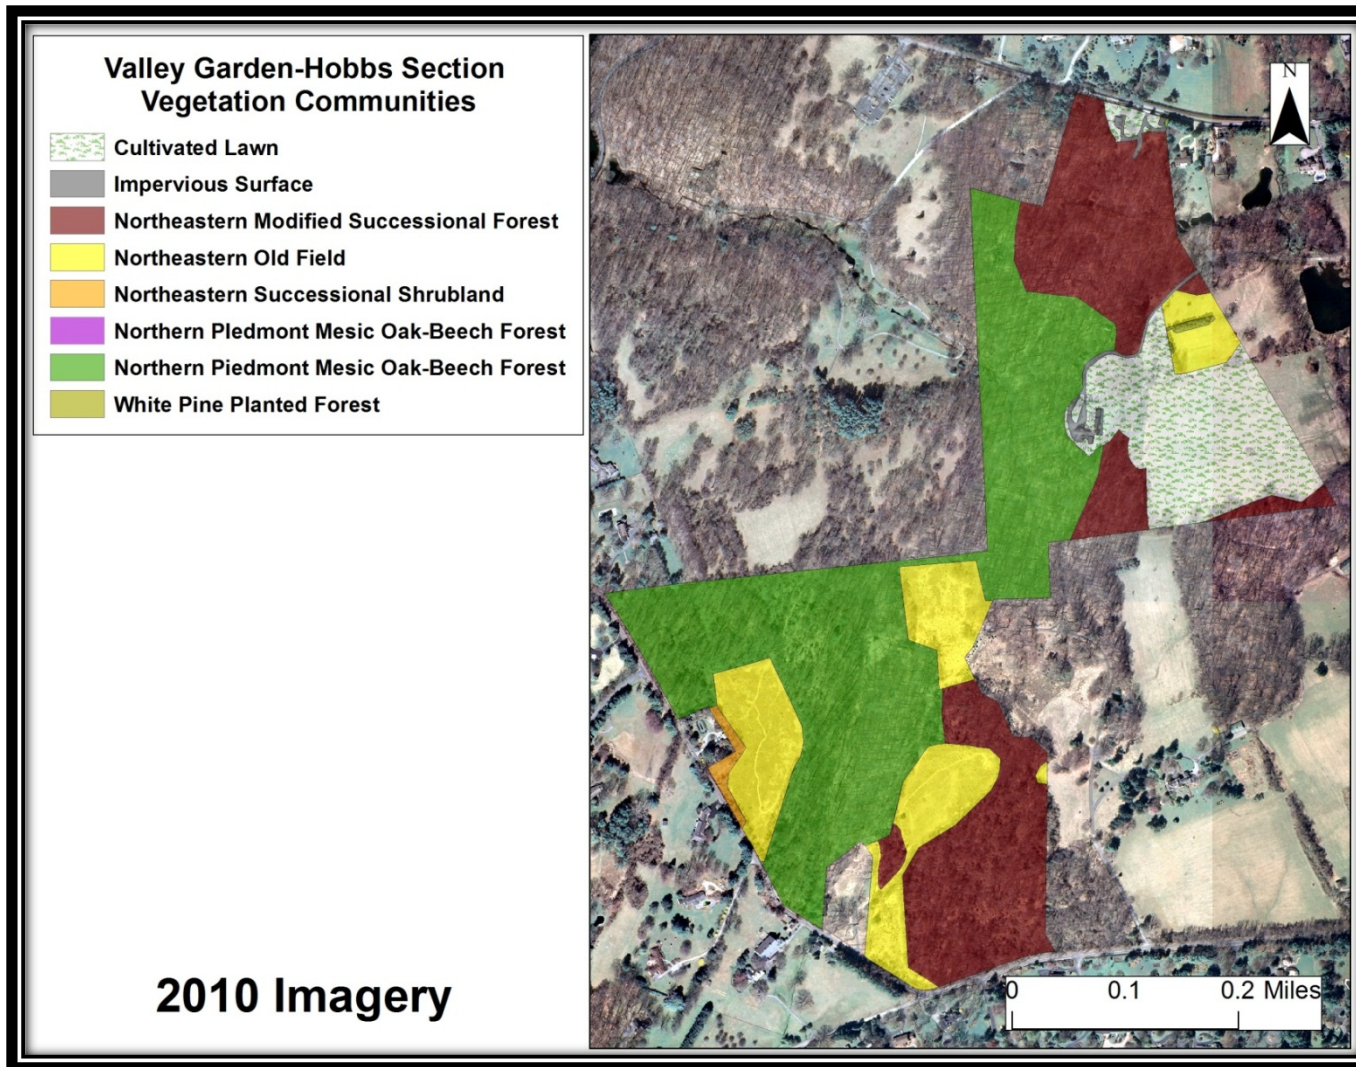 Valley Garden-Hobbs Section
Vegetation Communities
Cultivated Lawn
Impervious Surface
Northeastern Modified Successional Forest
Northeastern Old Field
Northeastern Successional Shrubland
Northern Pledmont Mesic Oak-Beech Forest
Northern Piedmont Mesic Oak-Beech Forest
White Pine Planted Forest
2010 Imagery
N
0 0.1 0.2 Miles